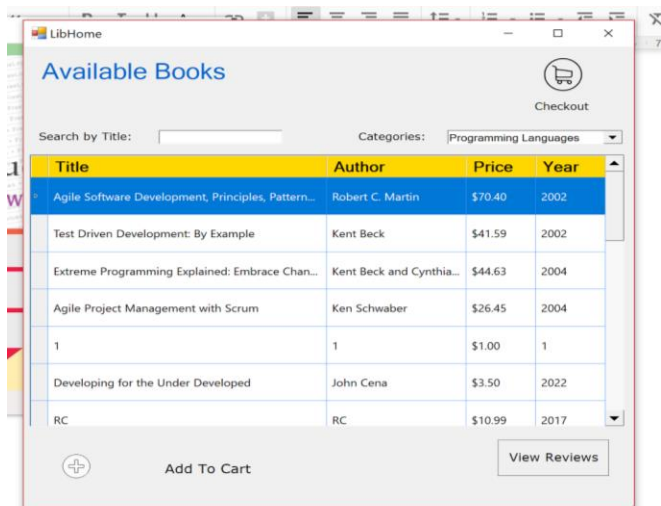 LibHome
Available Books
Checkout
Search by Title: Categories: Programming Languages
Title Author Price Year
Agile Software Development, Principles, Pattern... Robert C. Martin $70.40 2002
Test Driven Development: By Example Kent Beck $41.59 2002
Extreme Programming Explained: Embrace Chan... Kent Beck and Cynthia... $44.63 2004
Agile Project Management with Scrum Ken Schwaber $26.45 2004
1 1 $1.00 1
Developing for the Under Developed John Cena $3.50 2022
RC RC $10.99 2017
Add To Cart View Reviews